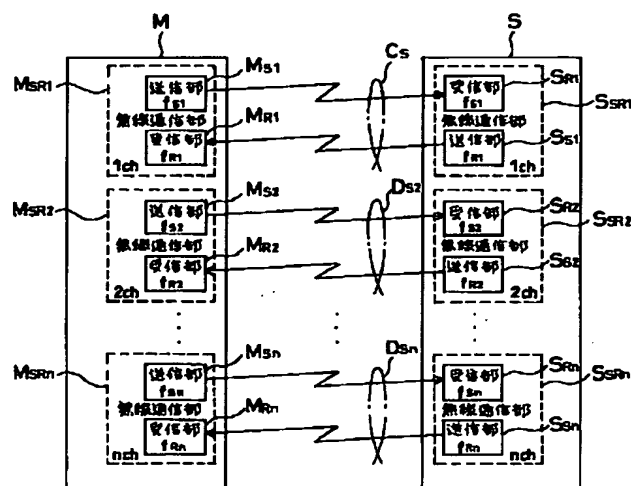 M
S
MSR1
MS1
送信部
fS1
無線通信部
MR1
受信部
fR1
1ch
CS
SR1
受信部
fS1
SSR1
無線通信部
SS1
送信部
fR1
1ch
MSR2
MS2
送信部
fS2
無線通信部
MR2
受信部
fR2
2ch
DS2
SR2
受信部
fS2
SSR2
無線通信部
SS2
送信部
fR2
2ch
MSRn
MSn
送信部
fSn
無線通信部
MRn
受信部
fRn
nch
DSn
SRn
受信部
fSn
SSRn
無線通信部
SSn
送信部
fRn
nch